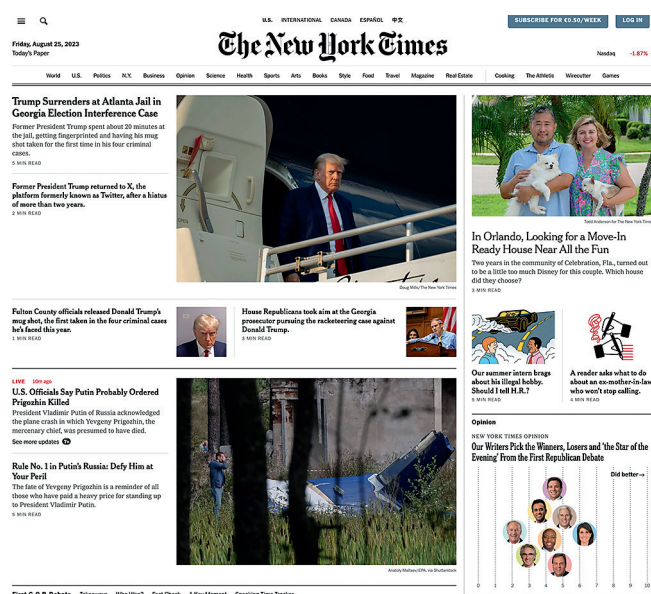 U.S. INTERNATIONAL CANADA ESPAÑOL 中文
SUBSCRIBE FOR €0.50/WEEK
LOG IN
Friday, August 25, 2023
Today's Paper
The New York Times
Nasdaq -1.87%
World U.S. Politics N.Y. Business Opinion Science Health Sports Arts Books Style Food Travel Magazine Real Estate Cooking The Athletic Wirecutter Games
Trump Surrenders at Atlanta Jail in
Georgia Election Interference Case
Former President Trump spent about 20 minutes at
the jail, getting fingerprinted and having his mug
shot taken for the first time in his four criminal
cases.
5 MIN READ
Former President Trump returned to X, the
platform formerly known as Twitter, after a hiatus
of more than two years.
2 MIN READ
Doug Mills/The New York Times
Fulton County officials released Donald Trump's
mug shot, the first taken in the four criminal cases
he's faced this year.
1 MIN READ
House Republicans took aim at the Georgia
prosecutor pursuing the racketeering case against
Donald Trump.
3 MIN READ
LIVE 10m ago
U.S. Officials Say Putin Probably Ordered
Prigozhin Killed
President Vladimir Putin of Russia acknowledged
the plane crash in which Yevgeny Prigozhin, the
mercenary chief, was presumed to have died.
See more updates
Rule No. 1 in Putin's Russia: Defy Him at
Your Peril
The fate of Yevgeny Prigozhin is a reminder of all
those who have paid a heavy price for standing up
to President Vladimir Putin.
5 MIN READ
Anatoly Maltsev/EPA, via Shutterstock
First G.O.P. Debate Takeaways Who Won? Fact Check A Key Moment Speaking Time Tracker
Todd Anderson for The New York Times
In Orlando, Looking for a Move-In
Ready House Near All the Fun
Two years in the community of Celebration, Fla., turned out
to be a little too much Disney for this couple. Which house
did they choose?
3 MIN READ
Our summer intern brags
about his illegal hobby.
Should I tell H.R.?
5 MIN READ
A reader asks what to do
about an ex-mother-in-law
who won't stop calling.
4 MIN READ
Opinion
NEW YORK TIMES OPINION
Our Writers Pick the Winners, Losers and 'the Star of the
Evening' From the First Republican Debate
Did better→
0 1 2 3 4 5 6 7 8 9 10